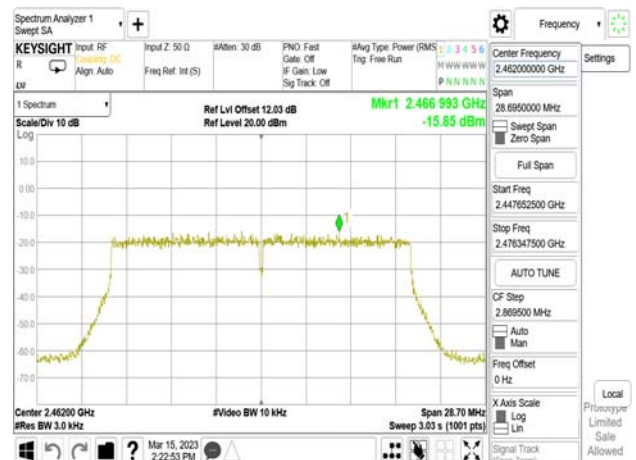 Spectrum Analyzer 1
Swept SA
+
Frequency
KEYSIGHT
Input: RF
Coupling: DC
Align: Auto
Input Z: 50 Ω
Freq Ref: Int (S)
#Atten: 30 dB
PNO: Fast
Gate: Off
IF Gain: Low
Sig Track: Off
#Avg Type: Power (RMS
Trig: Free Run
1 2 3 4 5 6
M W W W W W
P N N N N N
R
LXI
Center Frequency
2.462000000 GHz
Settings
Span
28.6950000 MHz
Swept Span
Zero Span
Full Span
Start Freq
2.447652500 GHz
Stop Freq
2.476347500 GHz
AUTO TUNE
CF Step
2.869500 MHz
Auto
Man
Freq Offset
0 Hz
X Axis Scale
Log
Lin
Signal Track
Local
Prototype
Limited
Sale
Allowed
1 Spectrum
Scale/Div 10 dB
Log
Ref Lvl Offset 12.03 dB
Ref Level 20.00 dBm
Mkr1 2.466 993 GHz
-15.85 dBm
10.0
0.00
-10.0
-20.0
-30.0
-40.0
-50.0
-60.0
-70.0
1
Center 2.46200 GHz
#Res BW 3.0 kHz
#Video BW 10 kHz
Span 28.70 MHz
Sweep 3.03 s (1001 pts)
?
Mar 15, 2023
2:22:53 PM